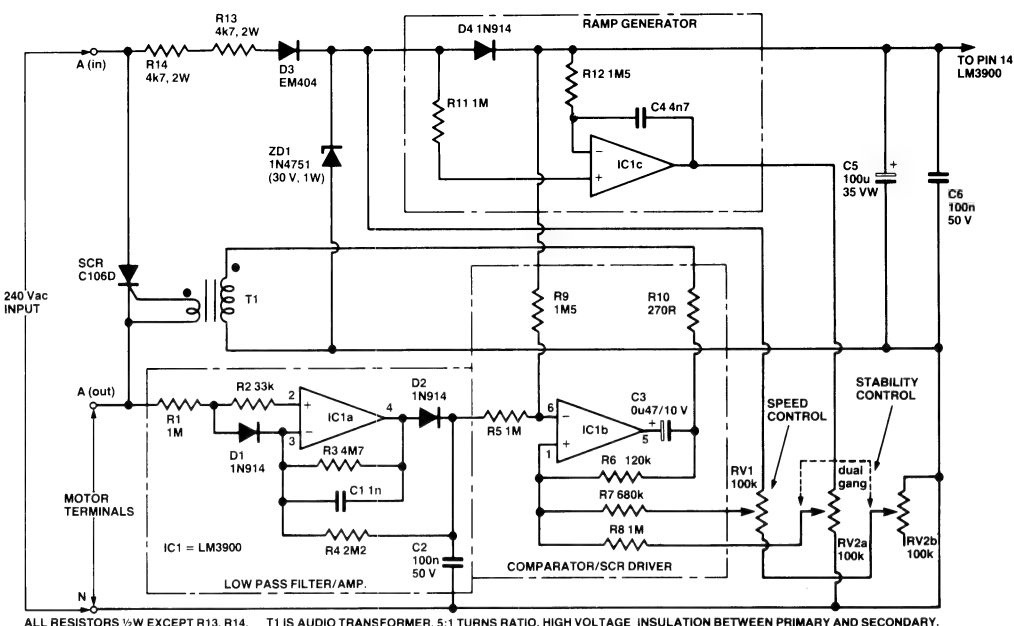 RAMP GENERATOR
R13
4k7, 2W
D4 1N914
A (in)
R14
4k7, 2W
D3
EM404
R12 1M5
TO PIN 14
LM3900
R11 1M
C4 4n7
ZD1
1N4751
(30 V, 1W)
−
IC1c
+
C5
100u
35 VW
+
C6
100n
50 V
SCR
C106D
T1
240 Vac
INPUT
R9
1M5
R10
270R
A (out)
R2 33k
2
+
IC1a
4
−
3
D2
1N914
R1
1M
D1
1N914
R3 4M7
C1 1n
R4 2M2
IC1 = LM3900
C2
100n
50 V
LOW PASS FILTER/AMP.
R5 1M
6
−
IC1b
+
1
5
C3
0u47/10 V
+
R6 120k
R7 680k
R8 1M
COMPARATOR/SCR DRIVER
SPEED
CONTROL
STABILITY
CONTROL
RV1
100k
dual
gang
RV2a
100k
RV2b
100k
MOTOR
TERMINALS
N
ALL RESISTORS ½W EXCEPT R13, R14. T1 IS AUDIO TRANSFORMER, 5:1 TURNS RATIO, HIGH VOLTAGE INSULATION BETWEEN PRIMARY AND SECONDARY.